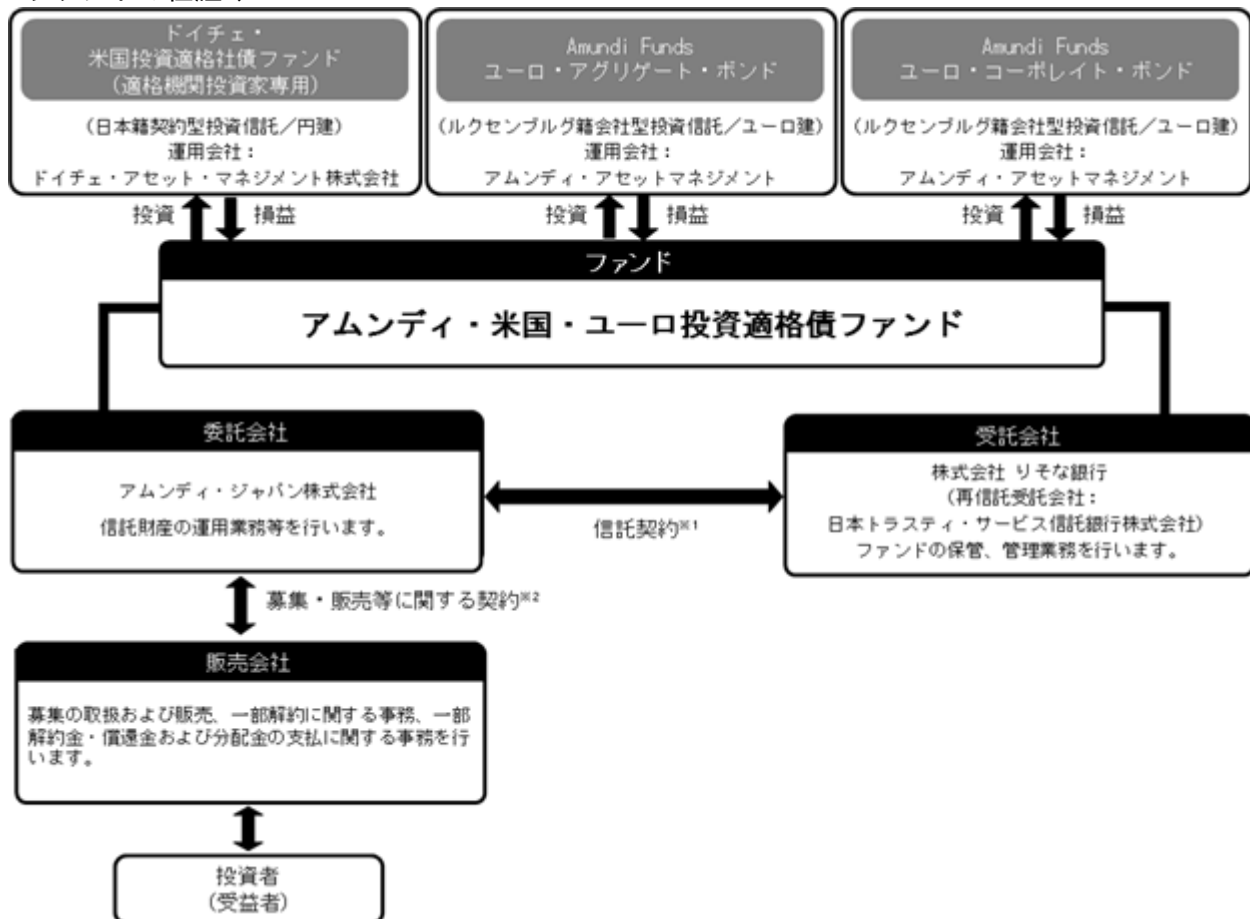 ドイチェ・
米国投資適格社債ファンド
(適格機関投資家専用)
(日本籍契約型投資信託／円建)
運用会社：
ドイチェ・アセット・マネジメント株式会社
Amundi Funds
ユーロ・アグリゲート・ボンド
(ルクセンブルグ籍会社型投資信託／ユーロ建)
運用会社：
アムンディ・アセットマネジメント
Amundi Funds
ユーロ・コーポレイト・ボンド
(ルクセンブルグ籍会社型投資信託／ユーロ建)
運用会社：
アムンディ・アセットマネジメント
投資 損益
投資 損益
投資 損益
ファンド
アムンディ・米国・ユーロ投資適格債ファンド
委託会社
アムンディ・ジャパン株式会社
信託財産の運用業務等を行います。
信託契約※1
受託会社
株式会社 りそな銀行
(再信託受託会社：
日本トラスティ・サービス信託銀行株式会社)
ファンドの保管、管理業務を行います。
募集・販売等に関する契約※2
販売会社
募集の取扱および販売、一部解約に関する事務、一部
解約金・償還金および分配金の支払に関する事務を行
います。
投資者
(受益者)